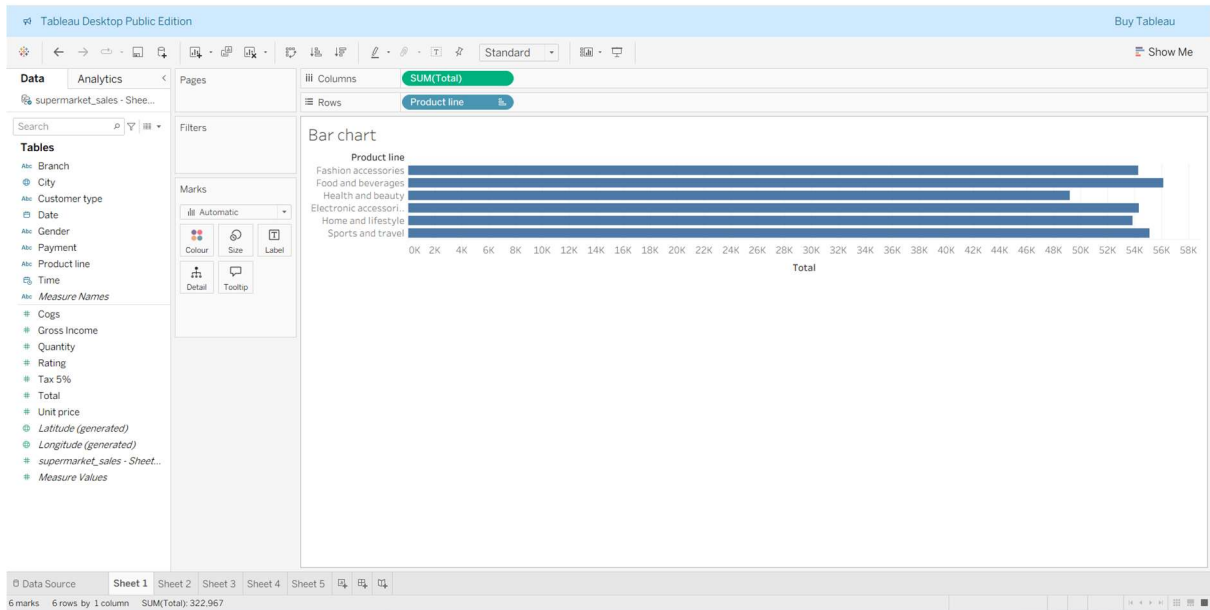 Tableau Desktop Public Edition
Buy Tableau
Standard
Show Me
Data
Analytics
supermarket_sales - Shee...
Search
Tables
Abc Branch
City
Abc Customer type
Date
Abc Gender
Abc Payment
Abc Product line
Time
Abc Measure Names
# Cogs
# Gross Income
# Quantity
# Rating
# Tax 5%
# Total
# Unit price
Latitude (generated)
Longitude (generated)
# supermarket_sales - Sheet...
# Measure Values
Pages
Filters
Marks
Automatic
Colour
Size
Label
Detail
Tooltip
Columns
SUM(Total)
Rows
Product line
Bar chart
Product line
Fashion accessories
Food and beverages
Health and beauty
Electronic accessori..
Home and lifestyle
Sports and travel
0K 2K 4K 6K 8K 10K 12K 14K 16K 18K 20K 22K 24K 26K 28K 30K 32K 34K 36K 38K 40K 42K 44K 46K 48K 50K 52K 54K 56K 58K
Total
Data Source
Sheet 1
Sheet 2
Sheet 3
Sheet 4
Sheet 5
6 marks 6 rows by 1 column SUM(Total): 322,967